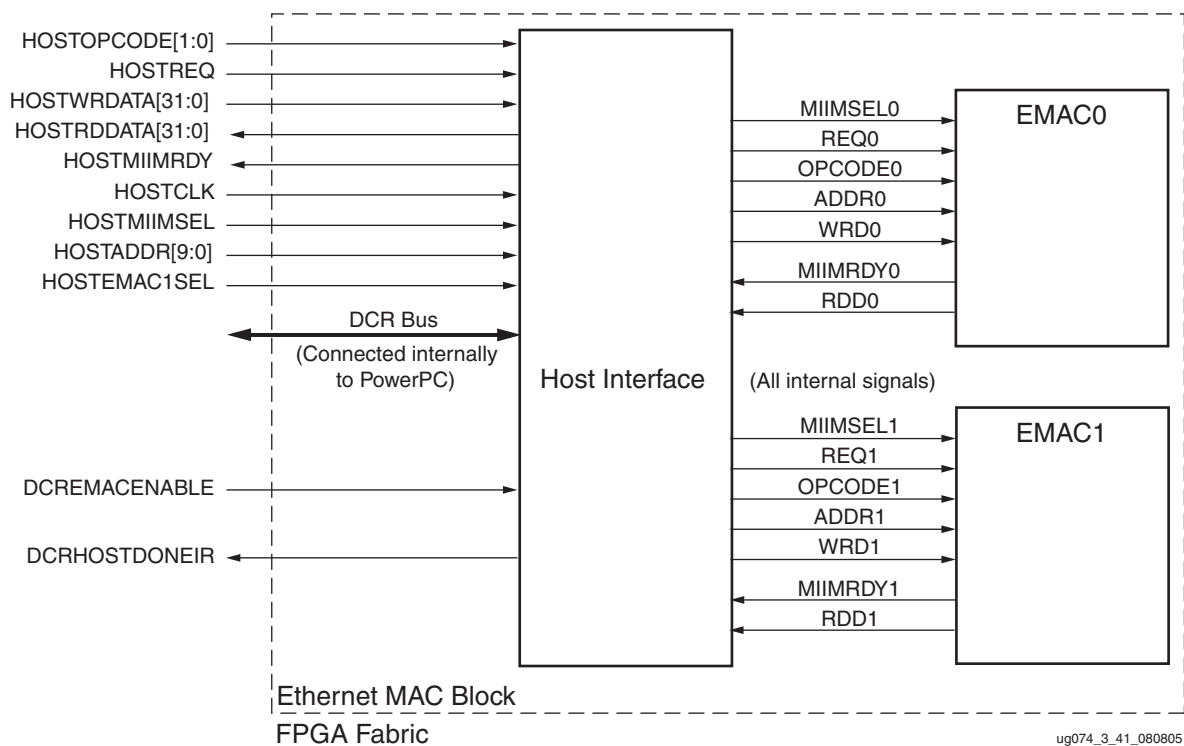 HOSTOPCODE[1:0]
HOSTREQ
HOSTWRDATA[31:0]
HOSTRDDATA[31:0]
HOSTMIIMRDY
HOSTCLK
HOSTMIIMSEL
HOSTADDR[9:0]
HOSTEMAC1SEL
DCR Bus
(Connected internally
to PowerPC)
DCREMACENABLE
DCRHOSTDONEIR
Host Interface
MIIMSEL0
REQ0
OPCODE0
ADDR0
WRD0
MIIMRDY0
RDD0
EMAC0
(All internal signals)
MIIMSEL1
REQ1
OPCODE1
ADDR1
WRD1
MIIMRDY1
RDD1
EMAC1
Ethernet MAC Block
FPGA Fabric
ug074_3_41_080805